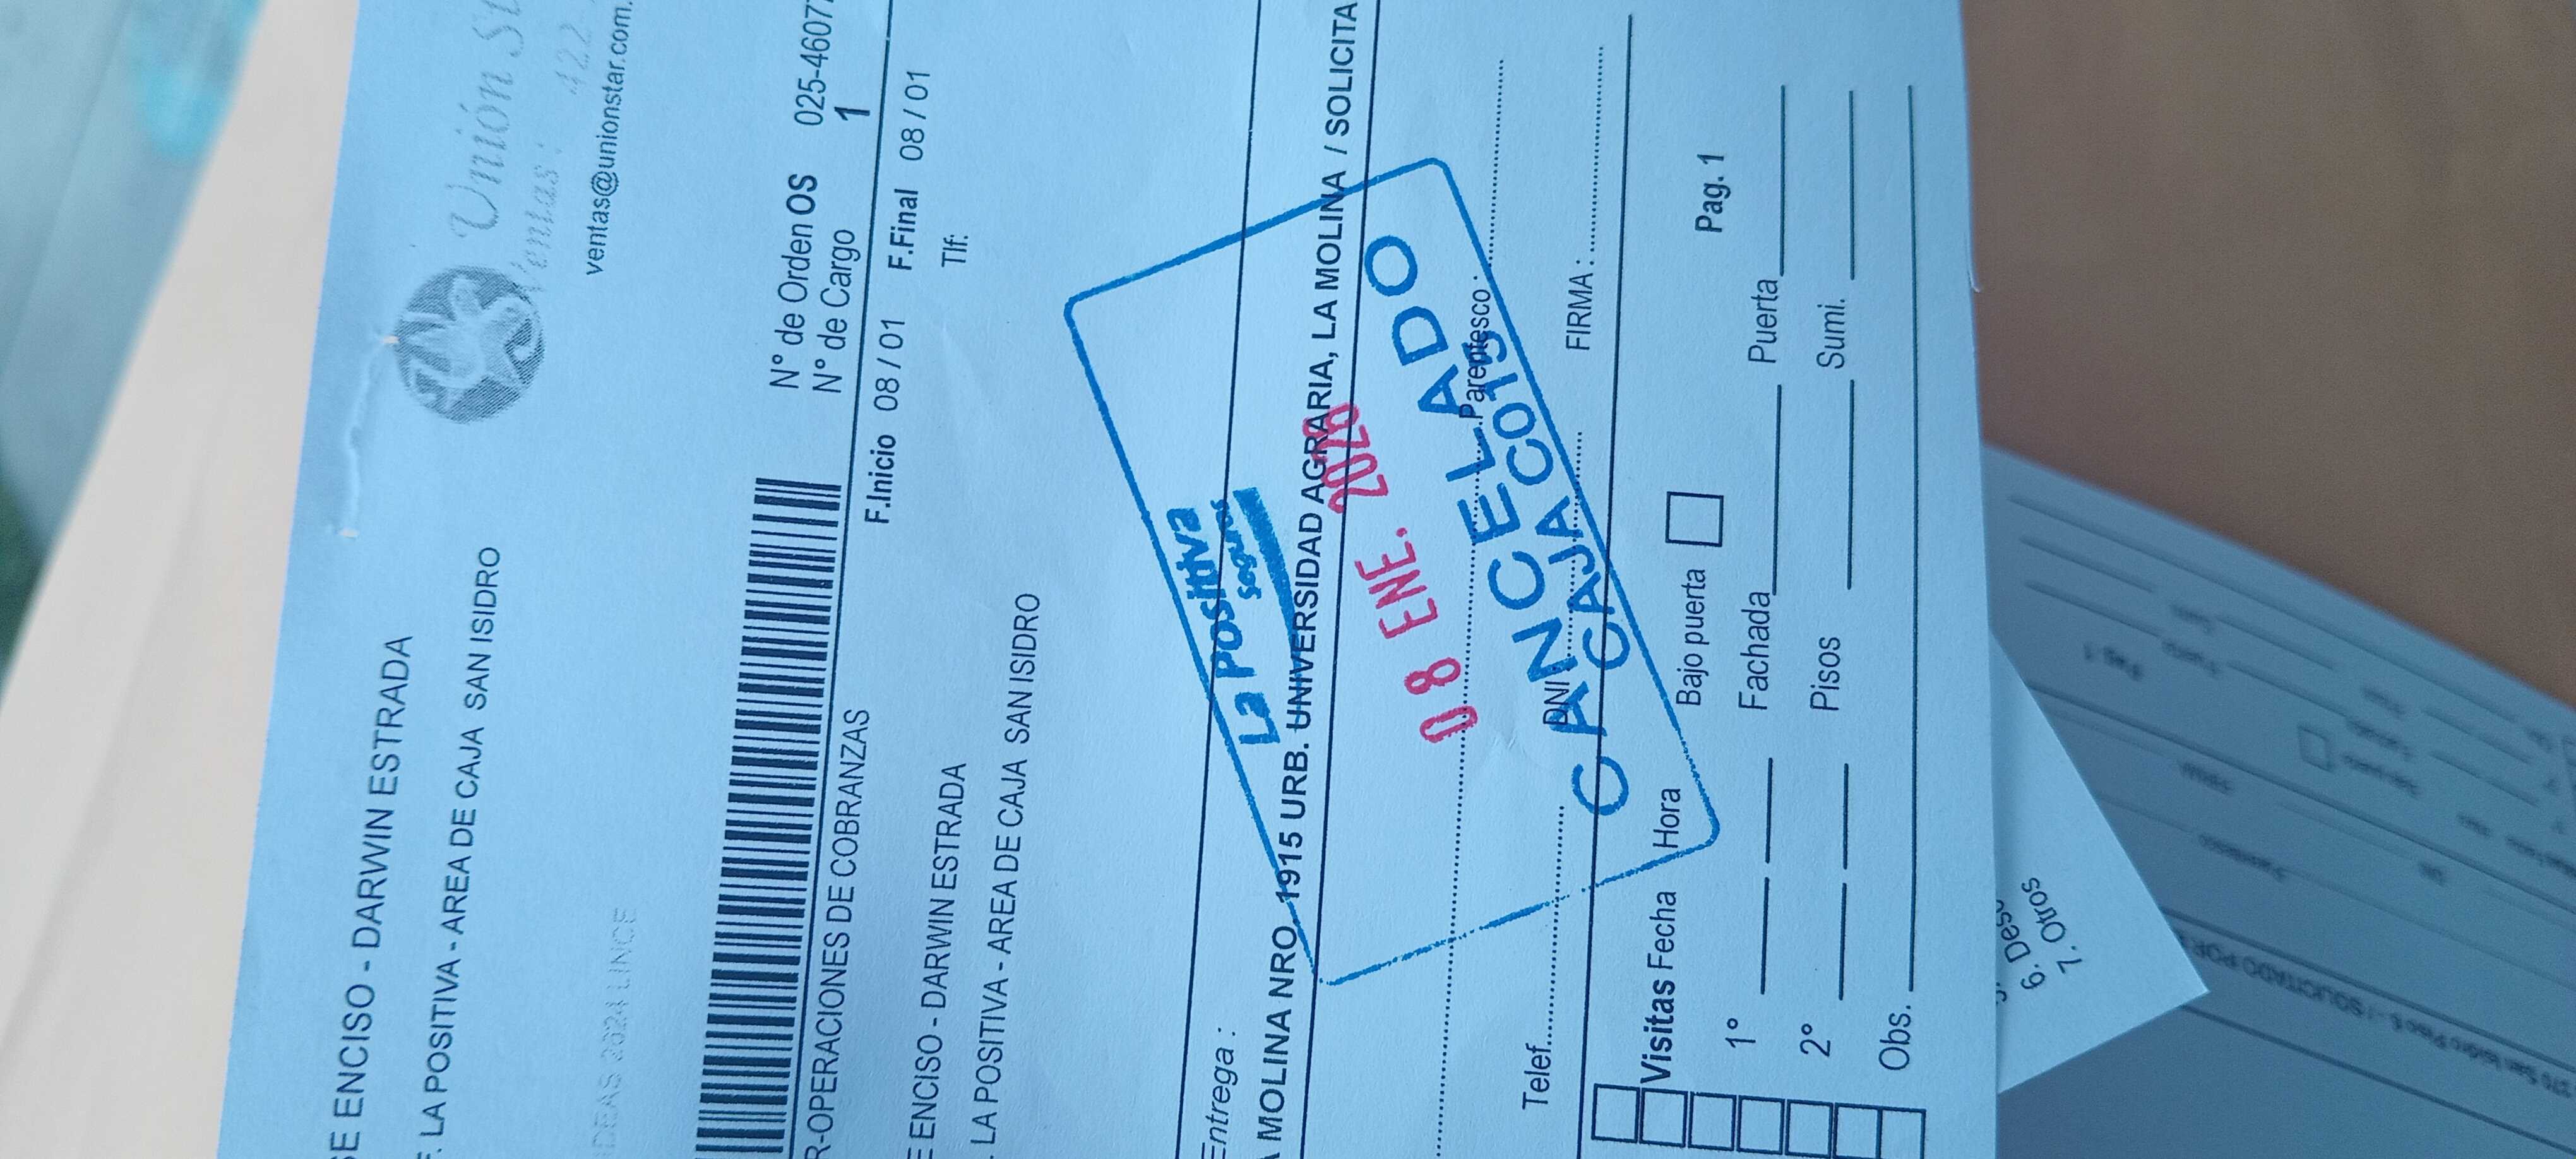 SE ENCISO - DARWIN ESTRADA
LA POSITIVA - AREA DE CAJA SAN ISIDRO
Unión
Ventas: 422-
ventas@unionstar.com.
N° de Orden OS 025-4607
N° de Cargo 1
R-OPERACIONES DE COBRANZAS
F.Inicio 08 / 01 F.Final 08 / 01
E ENCISO - DARWIN ESTRADA
Tlf:
LA POSITIVA - AREA DE CAJA SAN ISIDRO
Entrega :
A MOLINA NRO. 1915 URB. UNIVERSIDAD AGRARIA, LA MOLINA / SOLICITA
La Positiva
Seguros
08 ENE. 2026
CANCELADO
CAJA CO15
Parentesco :
Telef. DNI FIRMA :
Visitas Fecha Hora Bajo puerta Pag. 1
1° Fachada Puerta
2° Pisos Sumi.
Obs.
6. Des
7. Otros
Pag. 1